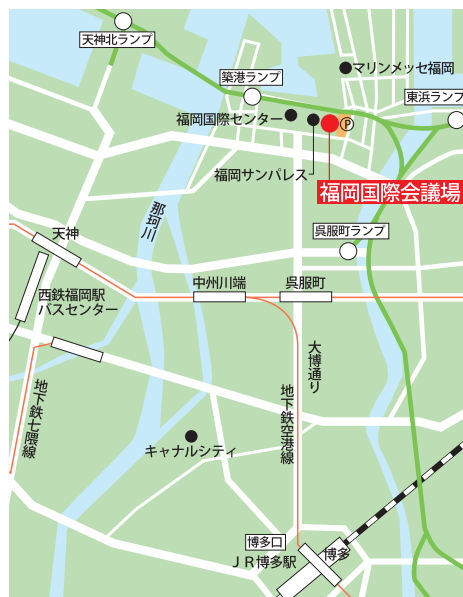 天神北ランプ
マリンメッセ福岡
築港ランプ
東浜ランプ
福岡国際センター
P
福岡サンパレス
福岡国際会議場
那珂川
呉服町ランプ
天神
中州川端
呉服町
西鉄福岡駅
バスセンター
大博通り
地下鉄七隈線
地下鉄空港線
キャナルシティ
博多口
博多
JR博多駅